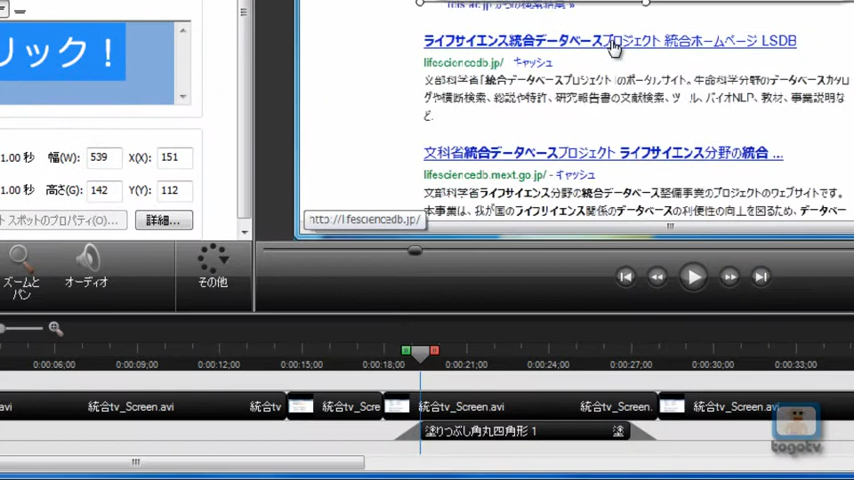 リック！
1.00 秒 幅(W): 539 X(X): 151
1.00 秒 高さ(G): 142 Y(Y): 112
ト スポットのプロパティ(O)... 詳細...
ズームと
パン
オーディオ
その他
ライフサイエンス統合データベースプロジェクト 統合ホームページ LSDB
lifesciencedb.jp/ キャッシュ
文部科学省「統合データベースプロジェクト」のポータルサイト。生命科学分野のデータベースカタロ
グや横断検索、総説や特許、研究報告書の文献検索、ツール、バイオNLP、教材、事業説明な
ど.
文科省統合データベースプロジェクト ライフサイエンス分野の統合 ...
lifesciencedb.mext.go.jp/ - キャッシュ
文部科学省ライフサイエンス分野の統合データベース整備事業のプロジェクトのウェブサイトです。
本事業は、我が国のライフサイエンス関係のデータベースの利便性の向上を図るため、データベー
http://lifesciencedb.jp/
0:00:06;00 0:00:09;00 0:00:12;00 0:00:15;00 0:00:18;00 0:00:21;00 0:00:24;00 0:00:27;00 0:00:30;00 0:00:33;00
avi 統合tv_Screen.avi 統合tv 統合tv_Scre 統合tv_Screen.avi 統合tv_Screen. 統合tv_Screen.avi
塗りつぶし角丸四角形 1 塗
togotv